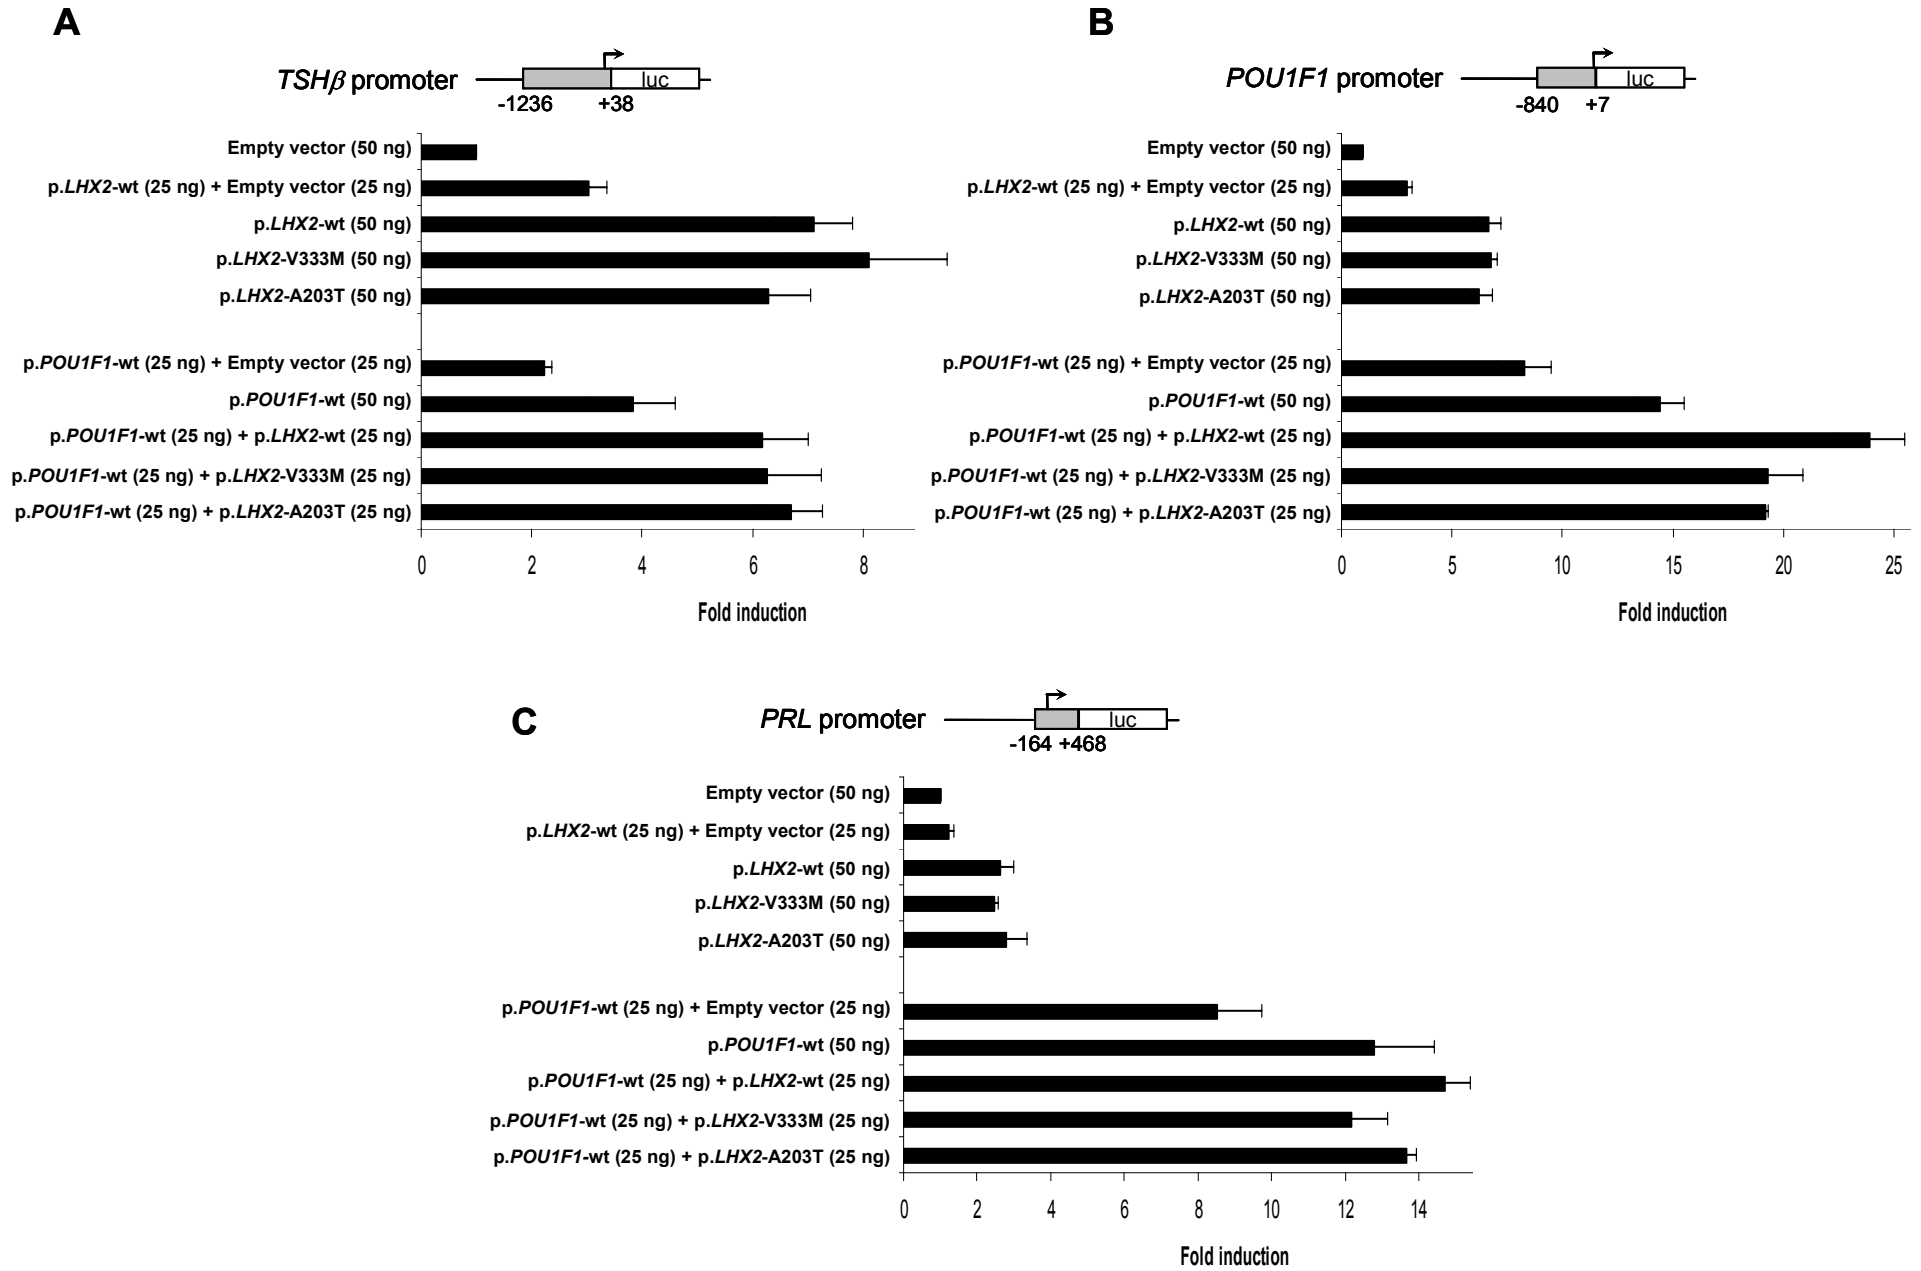 A
TSHβ promoter
luc
-1236 +38
Empty vector (50 ng)
p.LHX2-wt (25 ng) + Empty vector (25 ng)
p.LHX2-wt (50 ng)
p.LHX2-V333M (50 ng)
p.LHX2-A203T (50 ng)
p.POU1F1-wt (25 ng) + Empty vector (25 ng)
p.POU1F1-wt (50 ng)
p.POU1F1-wt (25 ng) + p.LHX2-wt (25 ng)
p.POU1F1-wt (25 ng) + p.LHX2-V333M (25 ng)
p.POU1F1-wt (25 ng) + p.LHX2-A203T (25 ng)
0 2 4 6 8
Fold induction
B
POU1F1 promoter
luc
-840 +7
Empty vector (50 ng)
p.LHX2-wt (25 ng) + Empty vector (25 ng)
p.LHX2-wt (50 ng)
p.LHX2-V333M (50 ng)
p.LHX2-A203T (50 ng)
p.POU1F1-wt (25 ng) + Empty vector (25 ng)
p.POU1F1-wt (50 ng)
p.POU1F1-wt (25 ng) + p.LHX2-wt (25 ng)
p.POU1F1-wt (25 ng) + p.LHX2-V333M (25 ng)
p.POU1F1-wt (25 ng) + p.LHX2-A203T (25 ng)
0 5 10 15 20 25
Fold induction
C
PRL promoter
luc
-164 +468
Empty vector (50 ng)
p.LHX2-wt (25 ng) + Empty vector (25 ng)
p.LHX2-wt (50 ng)
p.LHX2-V333M (50 ng)
p.LHX2-A203T (50 ng)
p.POU1F1-wt (25 ng) + Empty vector (25 ng)
p.POU1F1-wt (50 ng)
p.POU1F1-wt (25 ng) + p.LHX2-wt (25 ng)
p.POU1F1-wt (25 ng) + p.LHX2-V333M (25 ng)
p.POU1F1-wt (25 ng) + p.LHX2-A203T (25 ng)
0 2 4 6 8 10 12 14
Fold induction